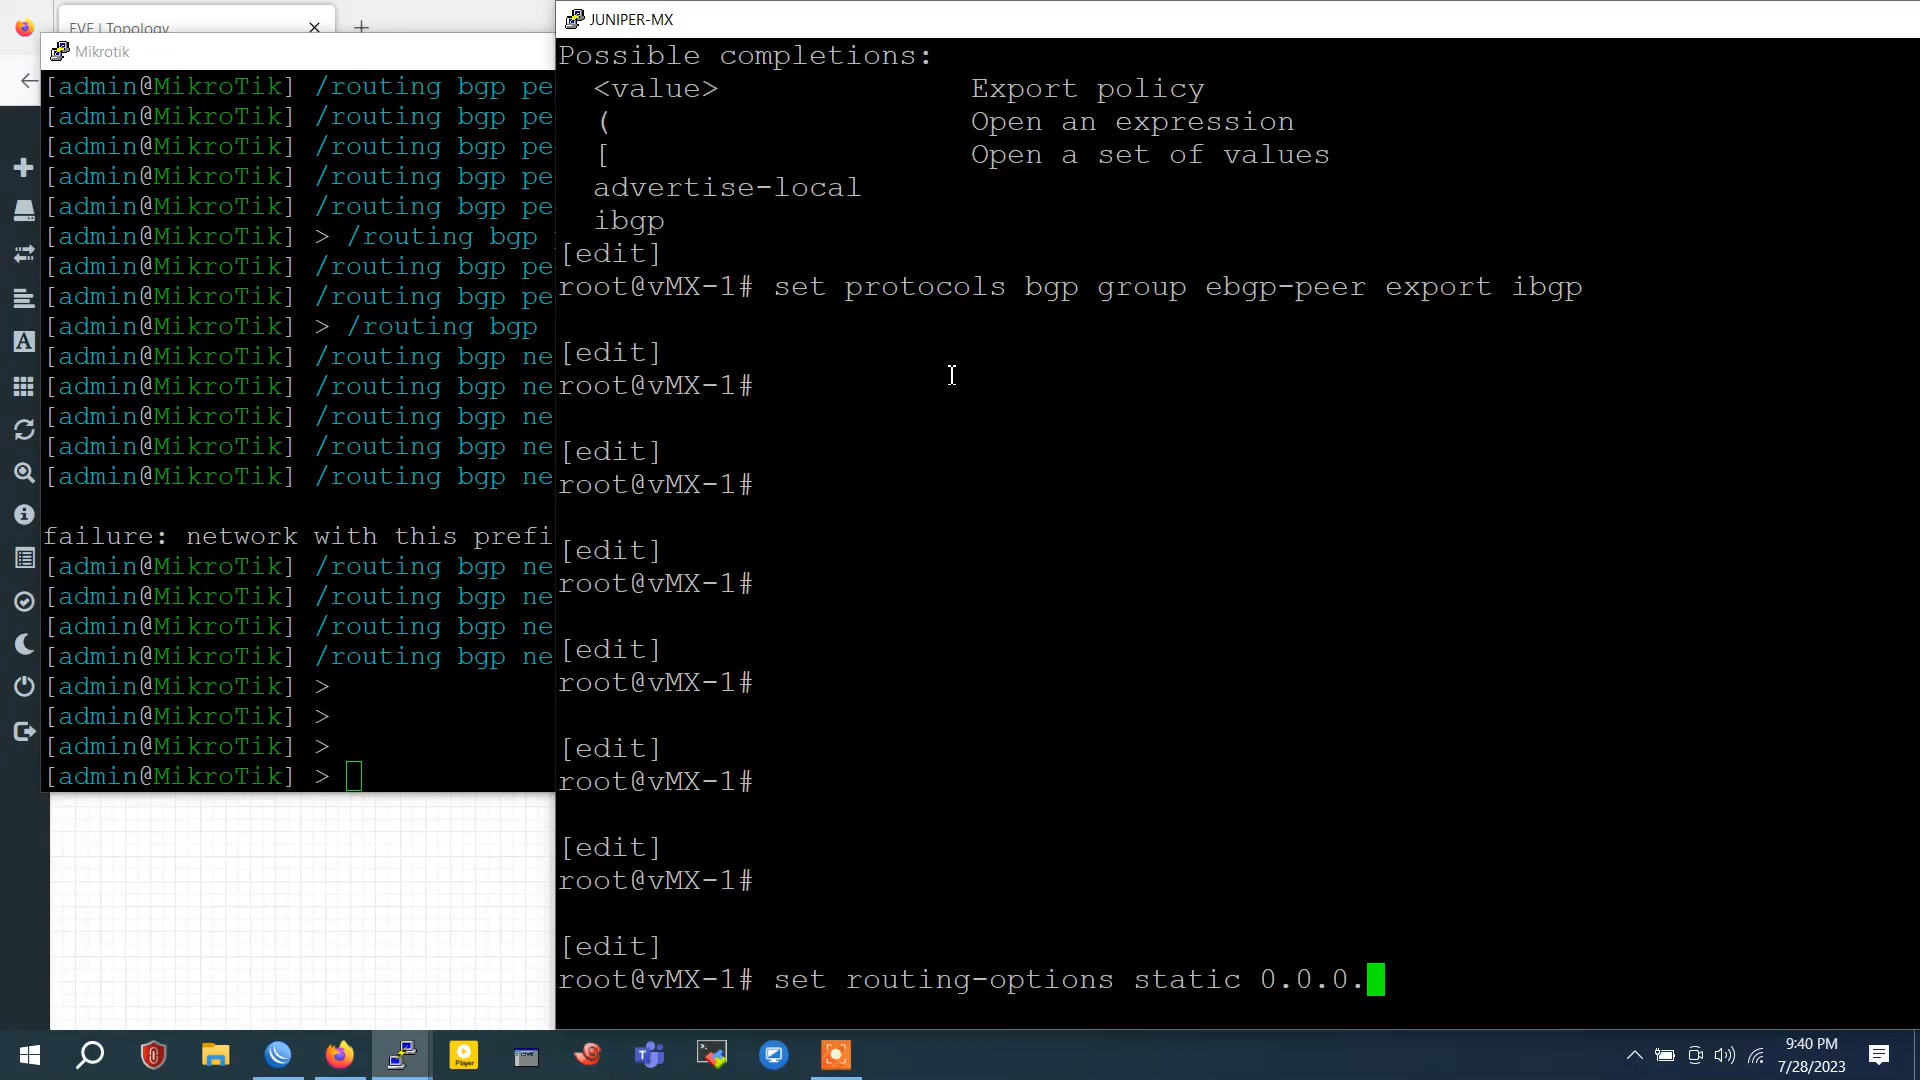 EVE | Topology
Mikrotik
[admin@MikroTik] /routing bgp pe
[admin@MikroTik] /routing bgp pe
[admin@MikroTik] /routing bgp pe
[admin@MikroTik] /routing bgp pe
[admin@MikroTik] /routing bgp pe
[admin@MikroTik] > /routing bgp
[admin@MikroTik] /routing bgp pe
[admin@MikroTik] /routing bgp pe
[admin@MikroTik] > /routing bgp
[admin@MikroTik] /routing bgp ne
[admin@MikroTik] /routing bgp ne
[admin@MikroTik] /routing bgp ne
[admin@MikroTik] /routing bgp ne
[admin@MikroTik] /routing bgp ne
failure: network with this prefi
[admin@MikroTik] /routing bgp ne
[admin@MikroTik] /routing bgp ne
[admin@MikroTik] /routing bgp ne
[admin@MikroTik] /routing bgp ne
[admin@MikroTik] >
[admin@MikroTik] >
[admin@MikroTik] >
[admin@MikroTik] >
JUNIPER-MX
Possible completions:
<value> Export policy
( Open an expression
[ Open a set of values
advertise-local
ibgp
[edit]
root@vMX-1# set protocols bgp group ebgp-peer export ibgp
[edit]
root@vMX-1#
[edit]
root@vMX-1#
[edit]
root@vMX-1#
[edit]
root@vMX-1#
[edit]
root@vMX-1#
[edit]
root@vMX-1#
[edit]
root@vMX-1# set routing-options static 0.0.0.
Player
9:40 PM
7/28/2023